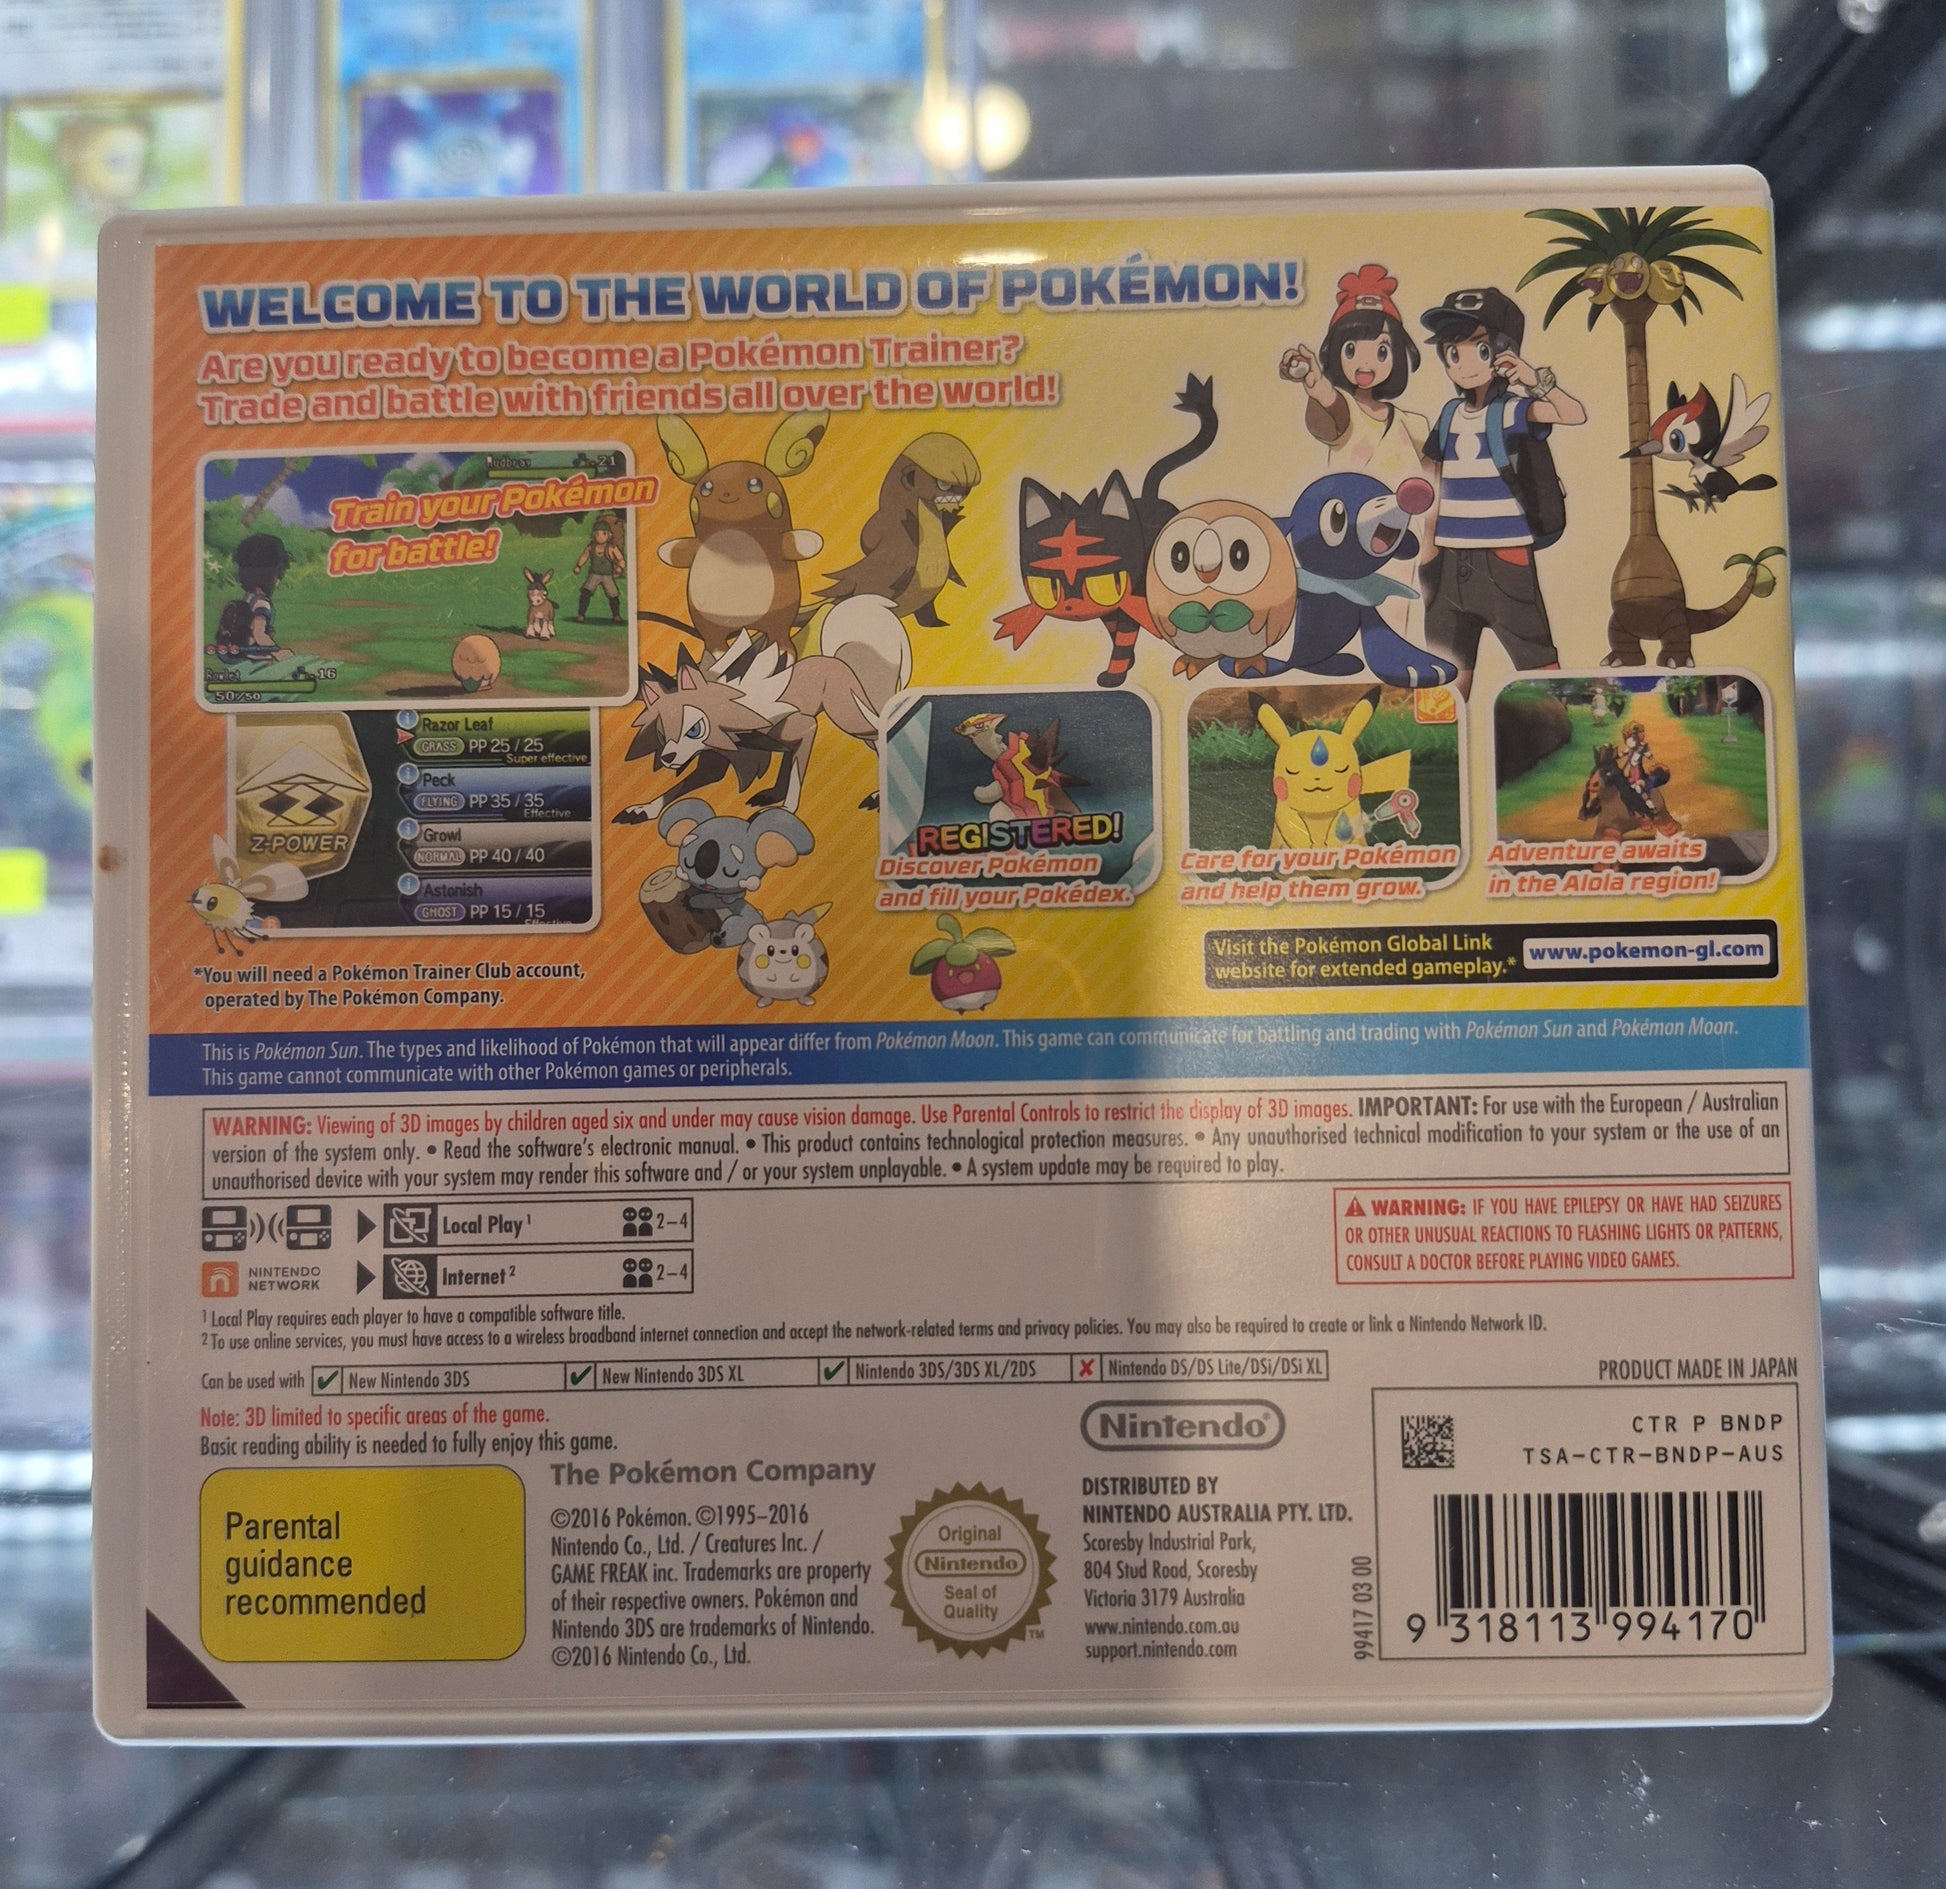 WELCOME TO THE WORLD OF POKÉMON!
Are you ready to become a Pokémon Trainer?
Trade and battle with friends all over the world!
Mudbray 21
Train your Pokémon
for battle!
Rowlet 16
50/50
Z-POWER
Razor Leaf
GRASS PP 25/25
Super effective
Peck
FLYING PP 35/35
Effective
Growl
NORMAL PP 40/40
Astonish
GHOST PP 15/15
Effective
REGISTERED!
Discover Pokémon
and fill your Pokédex.
Care for your Pokémon
and help them grow.
Adventure awaits
in the Alola region!
*You will need a Pokémon Trainer Club account,
operated by The Pokémon Company.
Visit the Pokémon Global Link
website for extended gameplay.*
www.pokemon-gl.com
This is Pokémon Sun. The types and likelihood of Pokémon that will appear differ from Pokémon Moon. This game can communicate for battling and trading with Pokémon Sun and Pokémon Moon.
This game cannot communicate with other Pokémon games or peripherals.
WARNING: Viewing of 3D images by children aged six and under may cause vision damage. Use Parental Controls to restrict the display of 3D images. IMPORTANT: For use with the European / Australian
version of the system only. • Read the software's electronic manual. • This product contains technological protection measures. • Any unauthorised technical modification to your system or the use of an
unauthorised device with your system may render this software and / or your system unplayable. • A system update may be required to play.
Local Play¹ 2–4
NINTENDO
NETWORK
Internet² 2–4
WARNING: IF YOU HAVE EPILEPSY OR HAVE HAD SEIZURES
OR OTHER UNUSUAL REACTIONS TO FLASHING LIGHTS OR PATTERNS,
CONSULT A DOCTOR BEFORE PLAYING VIDEO GAMES.
¹ Local Play requires each player to have a compatible software title.
² To use online services, you must have access to a wireless broadband internet connection and accept the network-related terms and privacy policies. You may also be required to create or link a Nintendo Network ID.
Can be used with ✓ New Nintendo 3DS ✓ New Nintendo 3DS XL ✓ Nintendo 3DS/3DS XL/2DS ✗ Nintendo DS/DS Lite/DSi/DSi XL
PRODUCT MADE IN JAPAN
Note: 3D limited to specific areas of the game.
Basic reading ability is needed to fully enjoy this game.
Parental
guidance
recommended
The Pokémon Company
©2016 Pokémon. ©1995–2016
Nintendo Co., Ltd. / Creatures Inc. /
GAME FREAK inc. Trademarks are property
of their respective owners. Pokémon and
Nintendo 3DS are trademarks of Nintendo.
©2016 Nintendo Co., Ltd.
Original
Nintendo
Seal of
Quality
TM
Nintendo®
DISTRIBUTED BY
NINTENDO AUSTRALIA PTY. LTD.
Scoresby Industrial Park,
804 Stud Road, Scoresby
Victoria 3179 Australia
www.nintendo.com.au
support.nintendo.com
99417 03 00
CTR P BNDP
TSA-CTR-BNDP-AUS
9 318113 994170